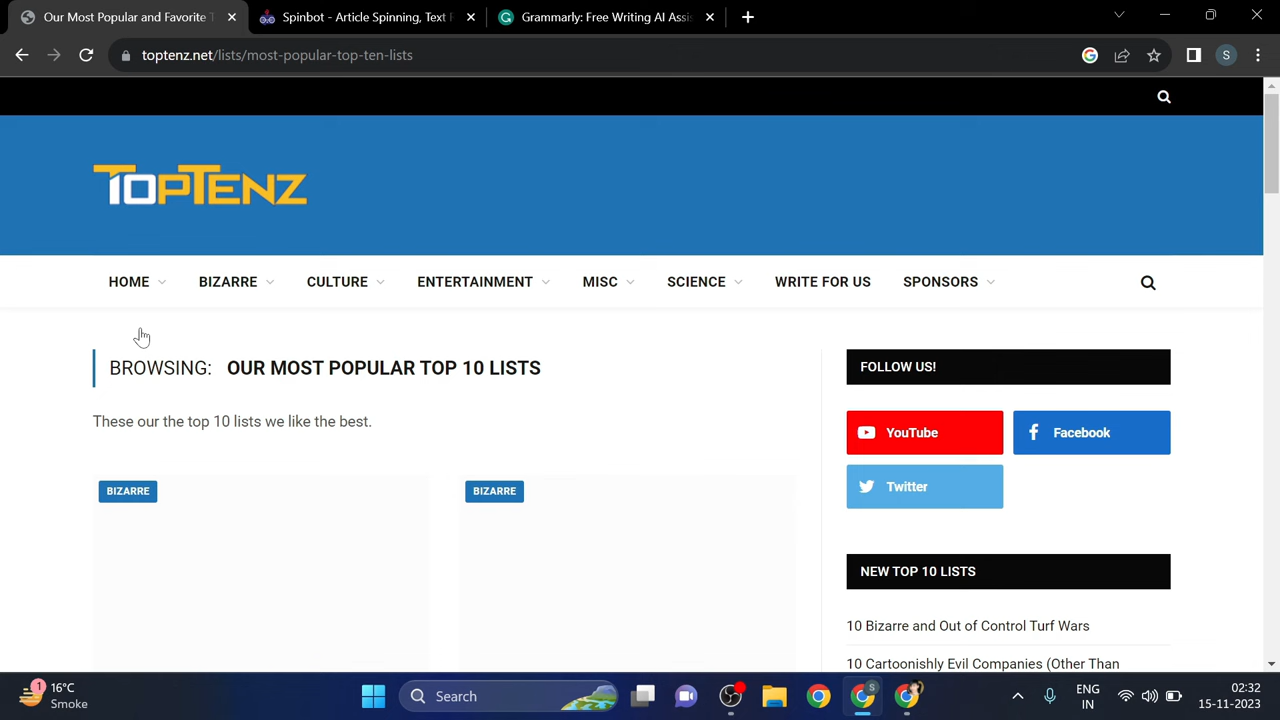 Our Most Popular and Favorite T
Spinbot - Article Spinning, Text P
Grammarly: Free Writing AI Assis
toptenz.net/lists/most-popular-top-ten-lists
S
TOPTENZ
HOME
BIZARRE
CULTURE
ENTERTAINMENT
MISC
SCIENCE
WRITE FOR US
SPONSORS
BROWSING: OUR MOST POPULAR TOP 10 LISTS
These our the top 10 lists we like the best.
BIZARRE
BIZARRE
FOLLOW US!
YouTube
Facebook
Twitter
NEW TOP 10 LISTS
10 Bizarre and Out of Control Turf Wars
10 Cartoonishly Evil Companies (Other Than
1
16°C
Smoke
Search
S
ENG
IN
02:32
15-11-2023